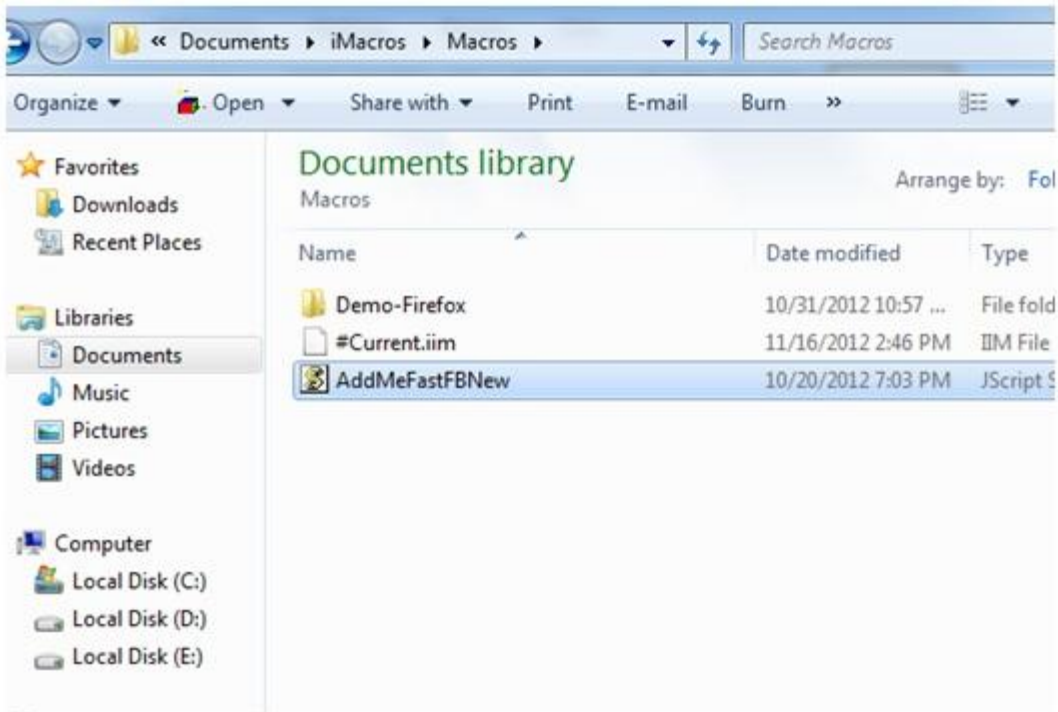 « Documents ▸ iMacros ▸ Macros ▸ Search Macros
Organize ▾ Open ▾ Share with ▾ Print E-mail Burn »
Favorites
Downloads
Recent Places
Libraries
Documents
Music
Pictures
Videos
Computer
Local Disk (C:)
Local Disk (D:)
Local Disk (E:)
Documents library
Macros
Arrange by: Fol
Name Date modified Type
Demo-Firefox 10/31/2012 10:57 ... File fold
#Current.iim 11/16/2012 2:46 PM IIM File
AddMeFastFBNew 10/20/2012 7:03 PM JScript S